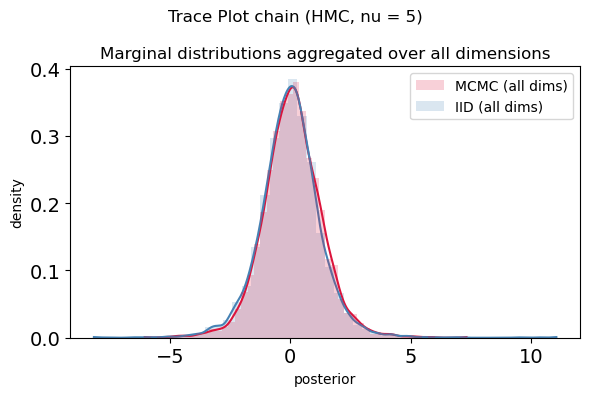 Trace Plot chain (HMC, nu = 5)
Marginal distributions aggregated over all dimensions
MCMC (all dims)
IID (all dims)
density
0.4
0.3
0.2
0.1
0.0
−5
0
5
10
posterior